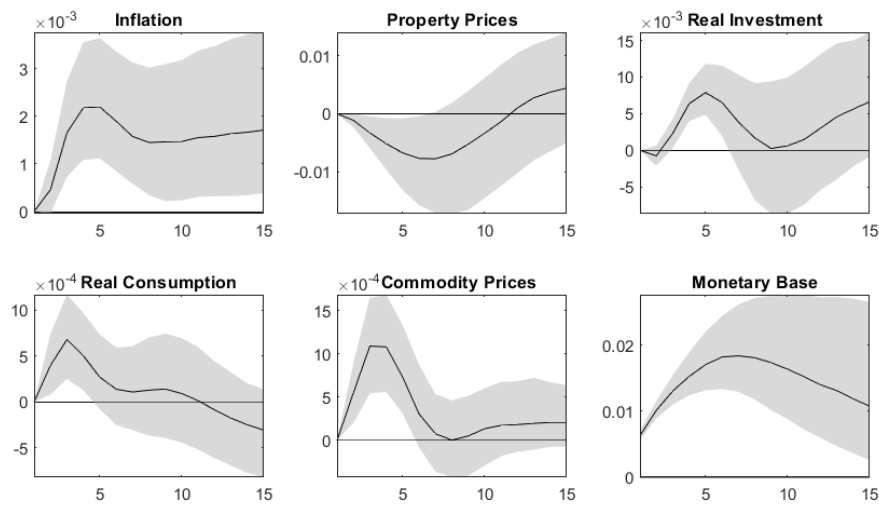 ×10⁻³ Inflation
3
2
1
0
5 10 15
Property Prices
0.01
0
-0.01
5 10 15
×10⁻³ Real Investment
15
10
5
0
-5
5 10 15
×10⁻⁴ Real Consumption
10
5
0
-5
5 10 15
×10⁻⁴ Commodity Prices
15
10
5
0
5 10 15
Monetary Base
0.02
0.01
0
5 10 15